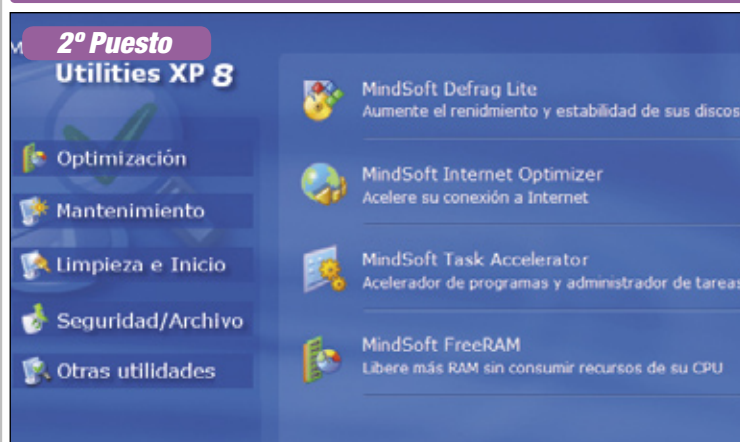 2º Puesto
Utilities XP 8
Optimización
Mantenimiento
Limpieza e Inicio
Seguridad/Archivo
Otras utilidades
MindSoft Defrag Lite
Aumente el renidmiento y estabilidad de sus discos
MindSoft Internet Optimizer
Acelere su conexión a Internet
MindSoft Task Accelerator
Acelerador de programas y administrador de tareas
MindSoft FreeRAM
Libere más RAM sin consumir recursos de su CPU